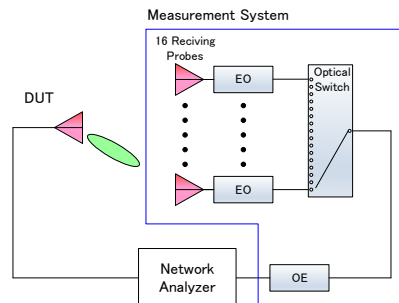 Measurement System
16 Reciving
Probes
EO
Optical
Switch
DUT
EO
Network
Analyzer
OE